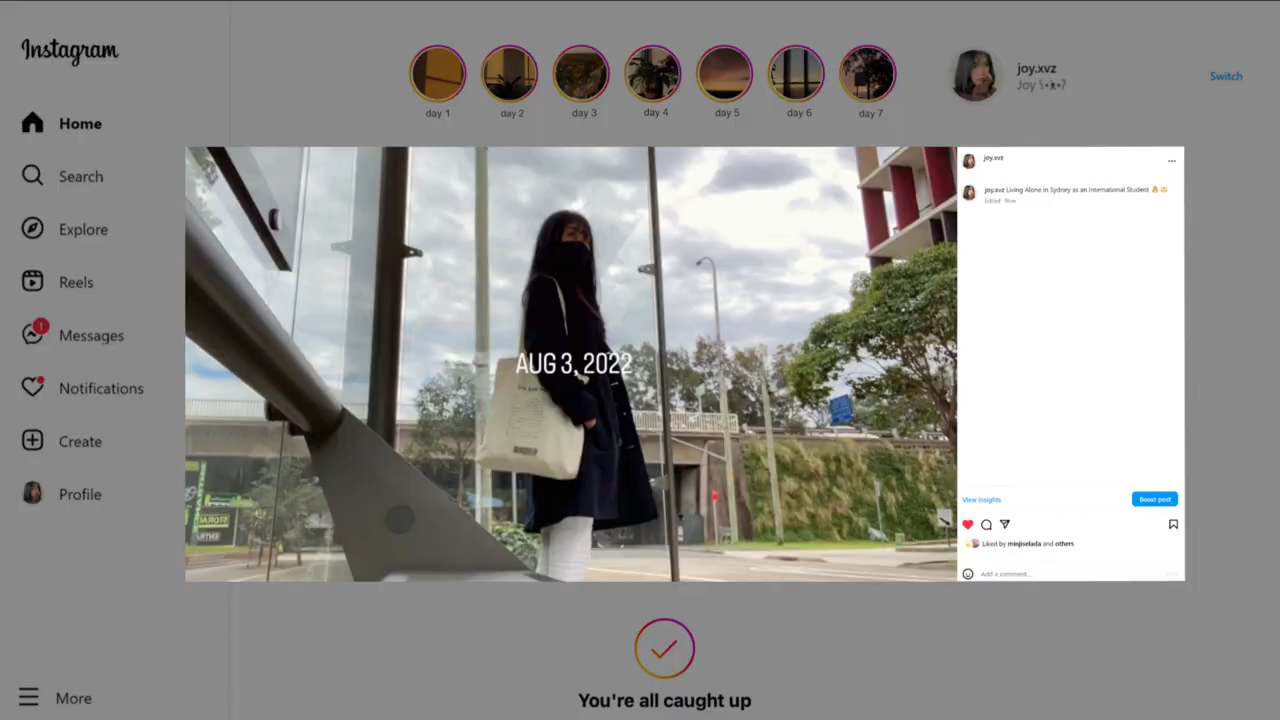 Instagram
day 1
day 2
day 3
day 4
day 5
day 6
day 7
joy.xvz
Switch
Home
Search
Explore
Reels
Messages
1
Notifications
Create
Profile
More
AUG 3, 2022
joy.xvz
joy.xvz Living Alone in Sydney as an International Student
Edited · Now
View Insights
Boost post
Liked by minjiselada and others
Add a comment...
You're all caught up